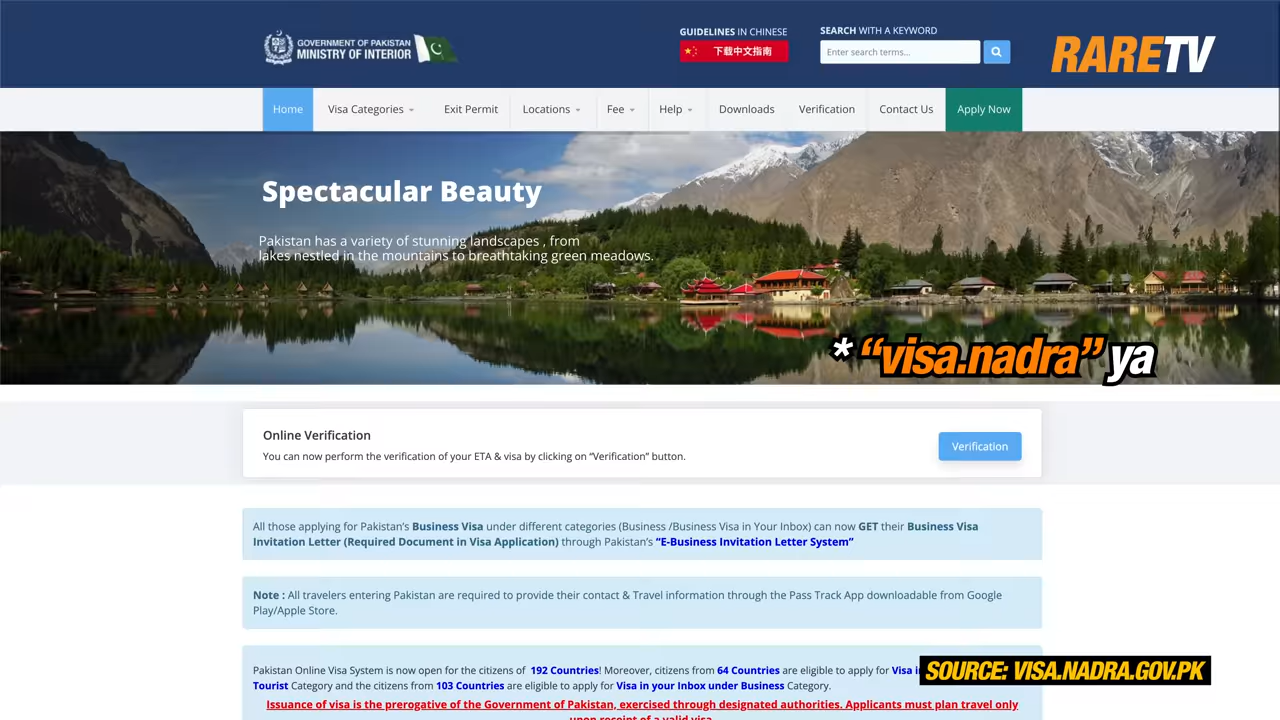 GOVERNMENT OF PAKISTAN
MINISTRY OF INTERIOR
GUIDELINES IN CHINESE
下载中文指南
SEARCH WITH A KEYWORD
Enter search terms...
RARETV
Home
Visa Categories
Exit Permit
Locations
Fee
Help
Downloads
Verification
Contact Us
Apply Now
Spectacular Beauty
Pakistan has a variety of stunning landscapes , from
lakes nestled in the mountains to breathtaking green meadows.
* “visa.nadra” ya
Online Verification
You can now perform the verification of your ETA & visa by clicking on “Verification” button.
Verification
All those applying for Pakistan’s Business Visa under different categories (Business /Business Visa in Your Inbox) can now GET their Business Visa
Invitation Letter (Required Document in Visa Application) through Pakistan’s “E-Business Invitation Letter System”
Note : All travelers entering Pakistan are required to provide their contact & Travel information through the Pass Track App downloadable from Google
Play/Apple Store.
Pakistan Online Visa System is now open for the citizens of 192 Countries! Moreover, citizens from 64 Countries are eligible to apply for Visa
Tourist Category and the citizens from 103 Countries are eligible to apply for Visa in your Inbox under Business Category.
SOURCE: VISA.NADRA.GOV.PK
Issuance of visa is the prerogative of the Government of Pakistan, exercised through designated authorities. Applicants must plan travel only
upon receipt of a valid visa